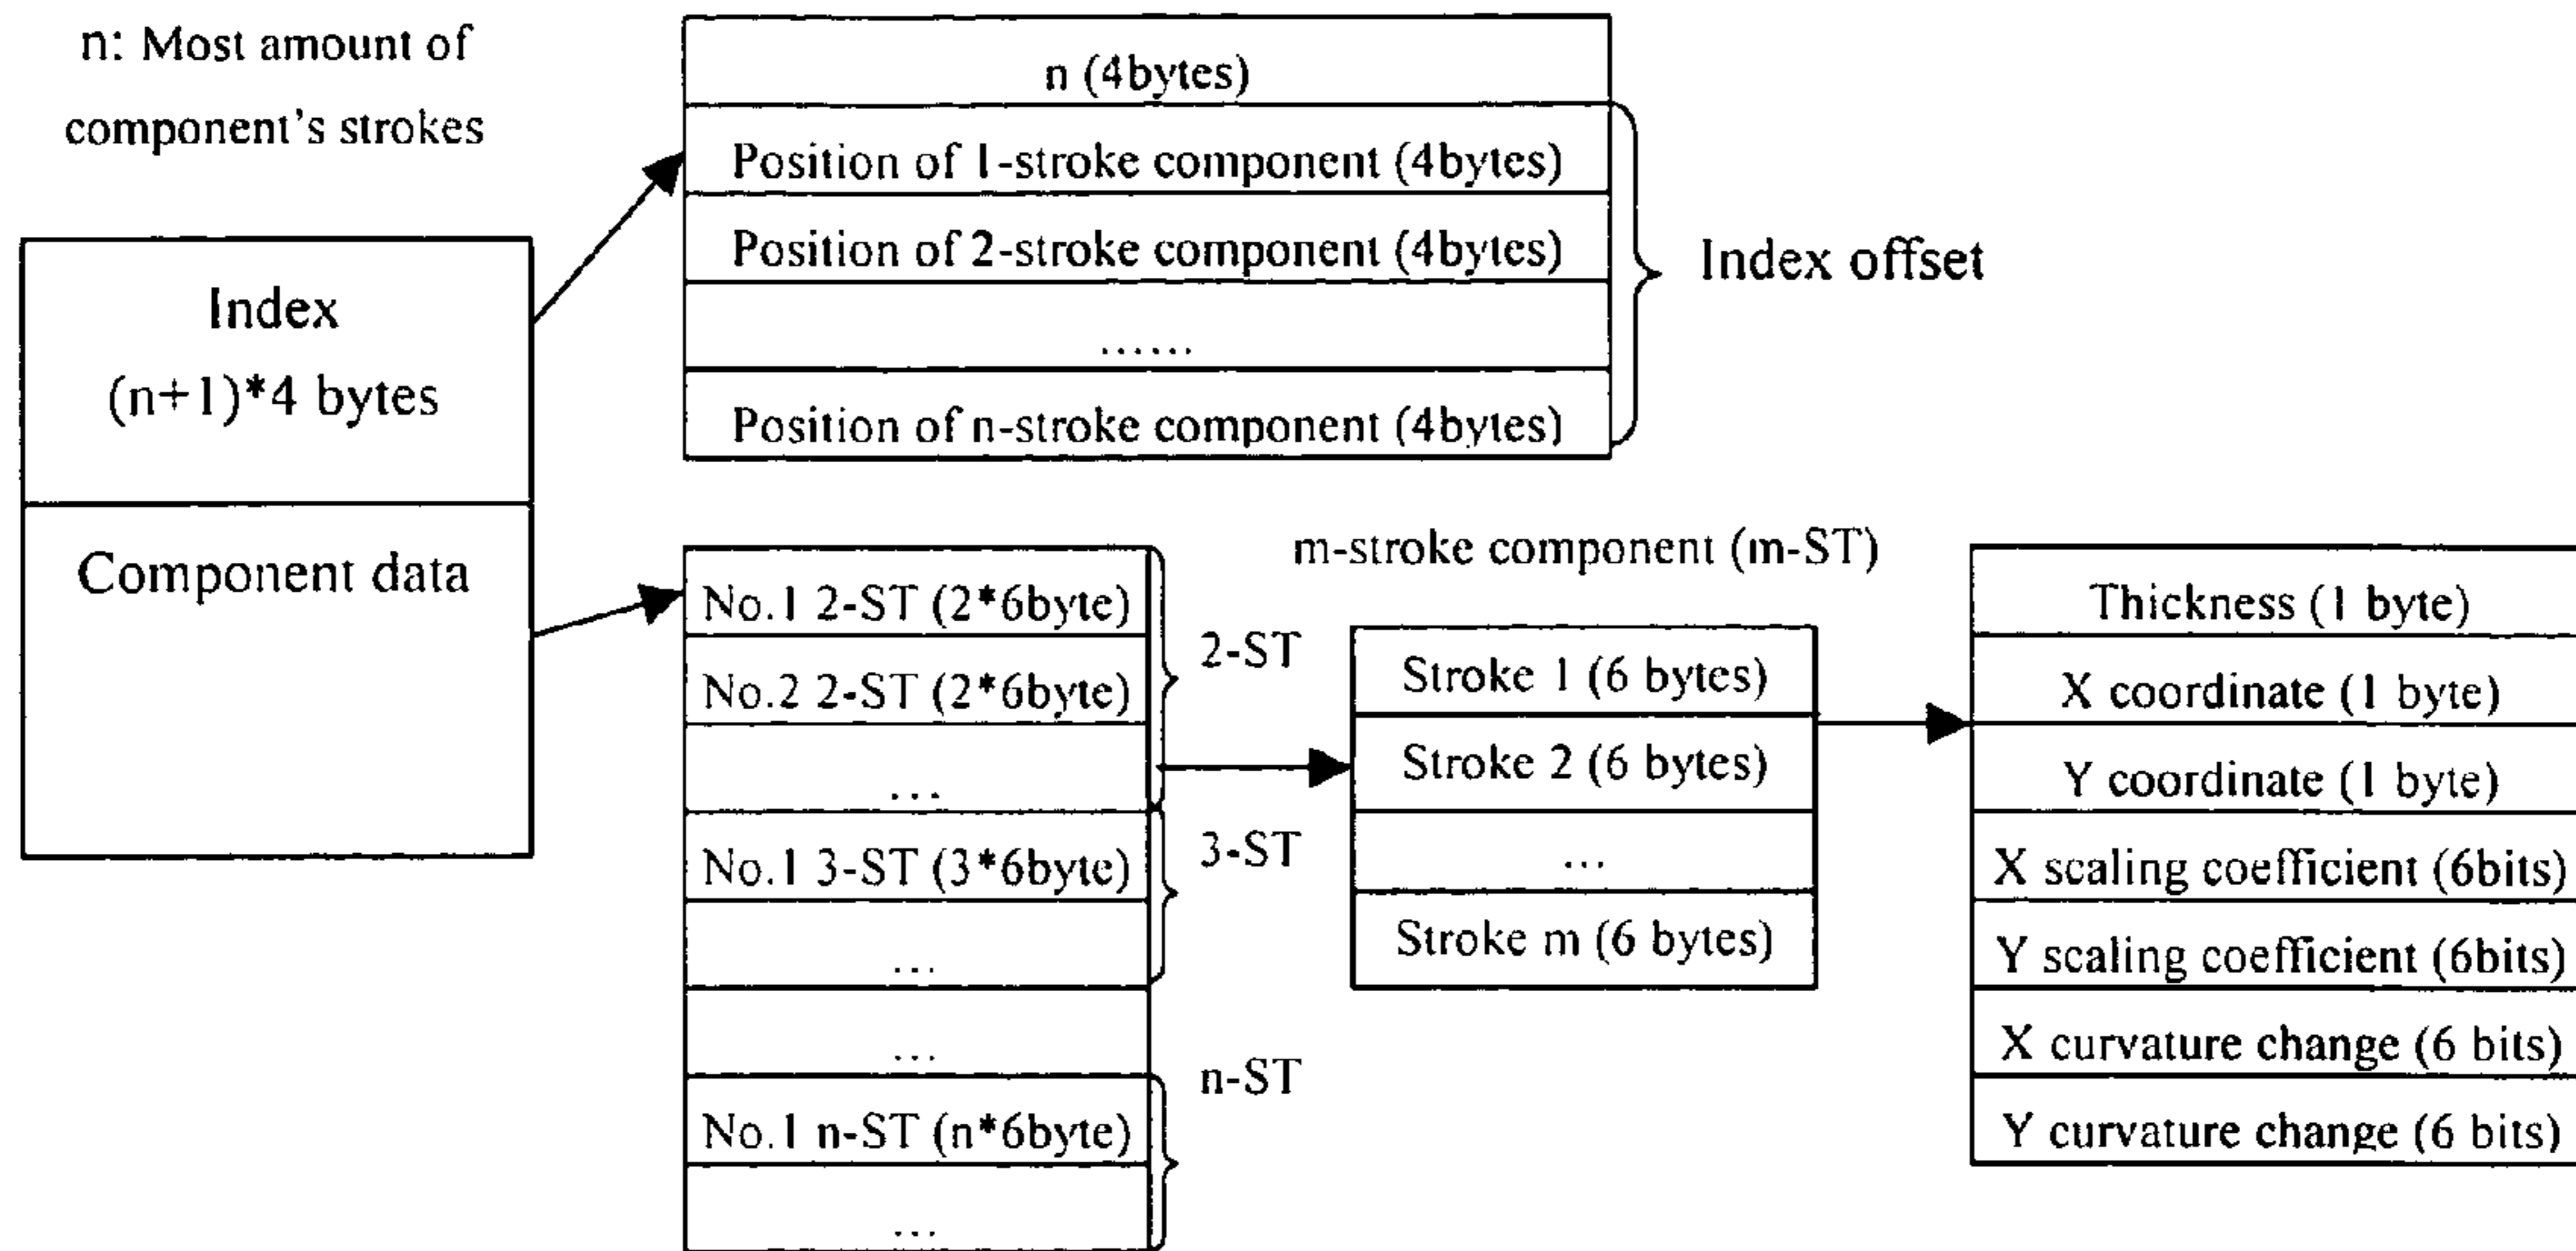 n: Most amount of
component's strokes
n (4bytes)
Position of 1-stroke component (4bytes)
Position of 2-stroke component (4bytes)
......
Position of n-stroke component (4bytes)
Index offset
Index
(n+1)*4 bytes
Component data
No.1 2-ST (2*6byte)
No.2 2-ST (2*6byte)
...
No.1 3-ST (3*6byte)
...
...
No.1 n-ST (n*6byte)
...
2-ST
3-ST
n-ST
m-stroke component (m-ST)
Stroke 1 (6 bytes)
Stroke 2 (6 bytes)
...
Stroke m (6 bytes)
Thickness (1 byte)
X coordinate (1 byte)
Y coordinate (1 byte)
X scaling coefficient (6bits)
Y scaling coefficient (6bits)
X curvature change (6 bits)
Y curvature change (6 bits)